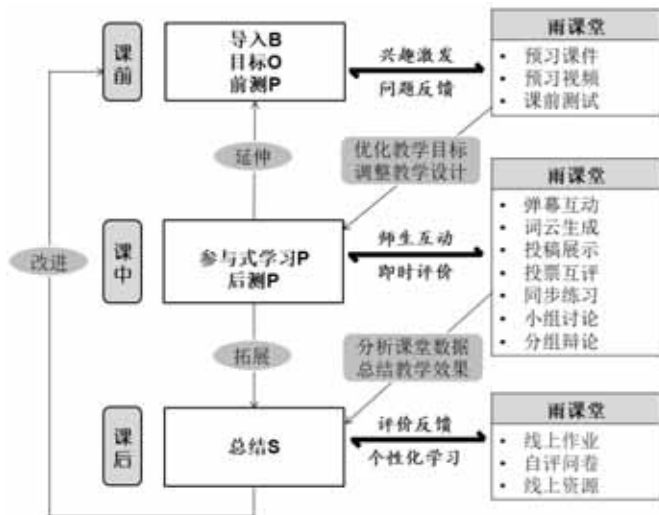 课前
导入B
目标O
前测P
兴趣激发
问题反馈
雨课堂
• 预习课件
• 预习视频
• 课前测试
延伸
优化教学目标
调整教学设计
改进
课中
参与式学习P
后测P
师生互动
即时评价
雨课堂
• 弹幕互动
• 词云生成
• 投稿展示
• 投票互评
• 同步练习
• 小组讨论
• 分组辩论
拓展
分析课堂数据
总结教学效果
课后
总结S
评价反馈
个性化学习
雨课堂
• 线上作业
• 自评问卷
• 线上资源